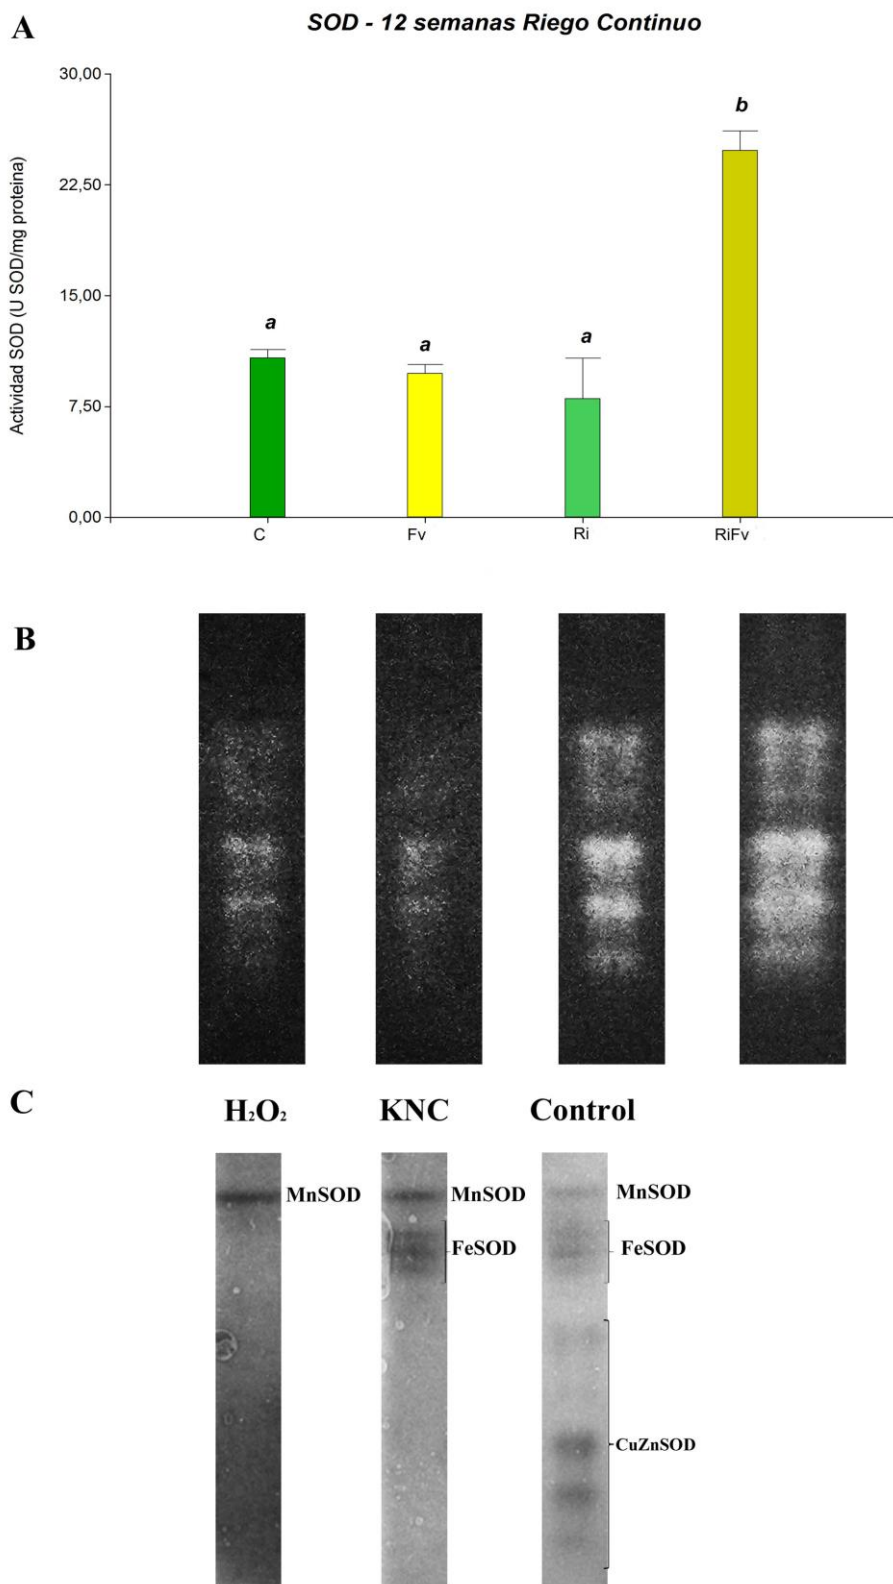 A
SOD - 12 semanas Riego Continuo
Actividad SOD (U SOD/mg proteina)
30,00
22,50
15,00
7,50
0,00
a
a
a
b
C
Fv
Ri
RiFv
B
C
H₂O₂
KNC
Control
MnSOD
MnSOD
MnSOD
FeSOD
FeSOD
CuZnSOD